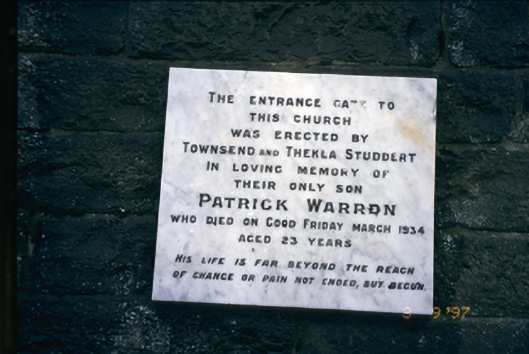 THE ENTRANCE GATE TO
THIS CHURCH
WAS ERECTED BY
TOWNSEND AND THEKLA STUDDERT
IN LOVING MEMORY OF
THEIR ONLY SON
PATRICK WARREN
WHO DIED ON GOOD FRIDAY MARCH 1934
AGED 23 YEARS
HIS LIFE IS FAR BEYOND THE REACH
OF CHANGE OR PAIN NOT ENDED, BUT BEGUN.
9 '97